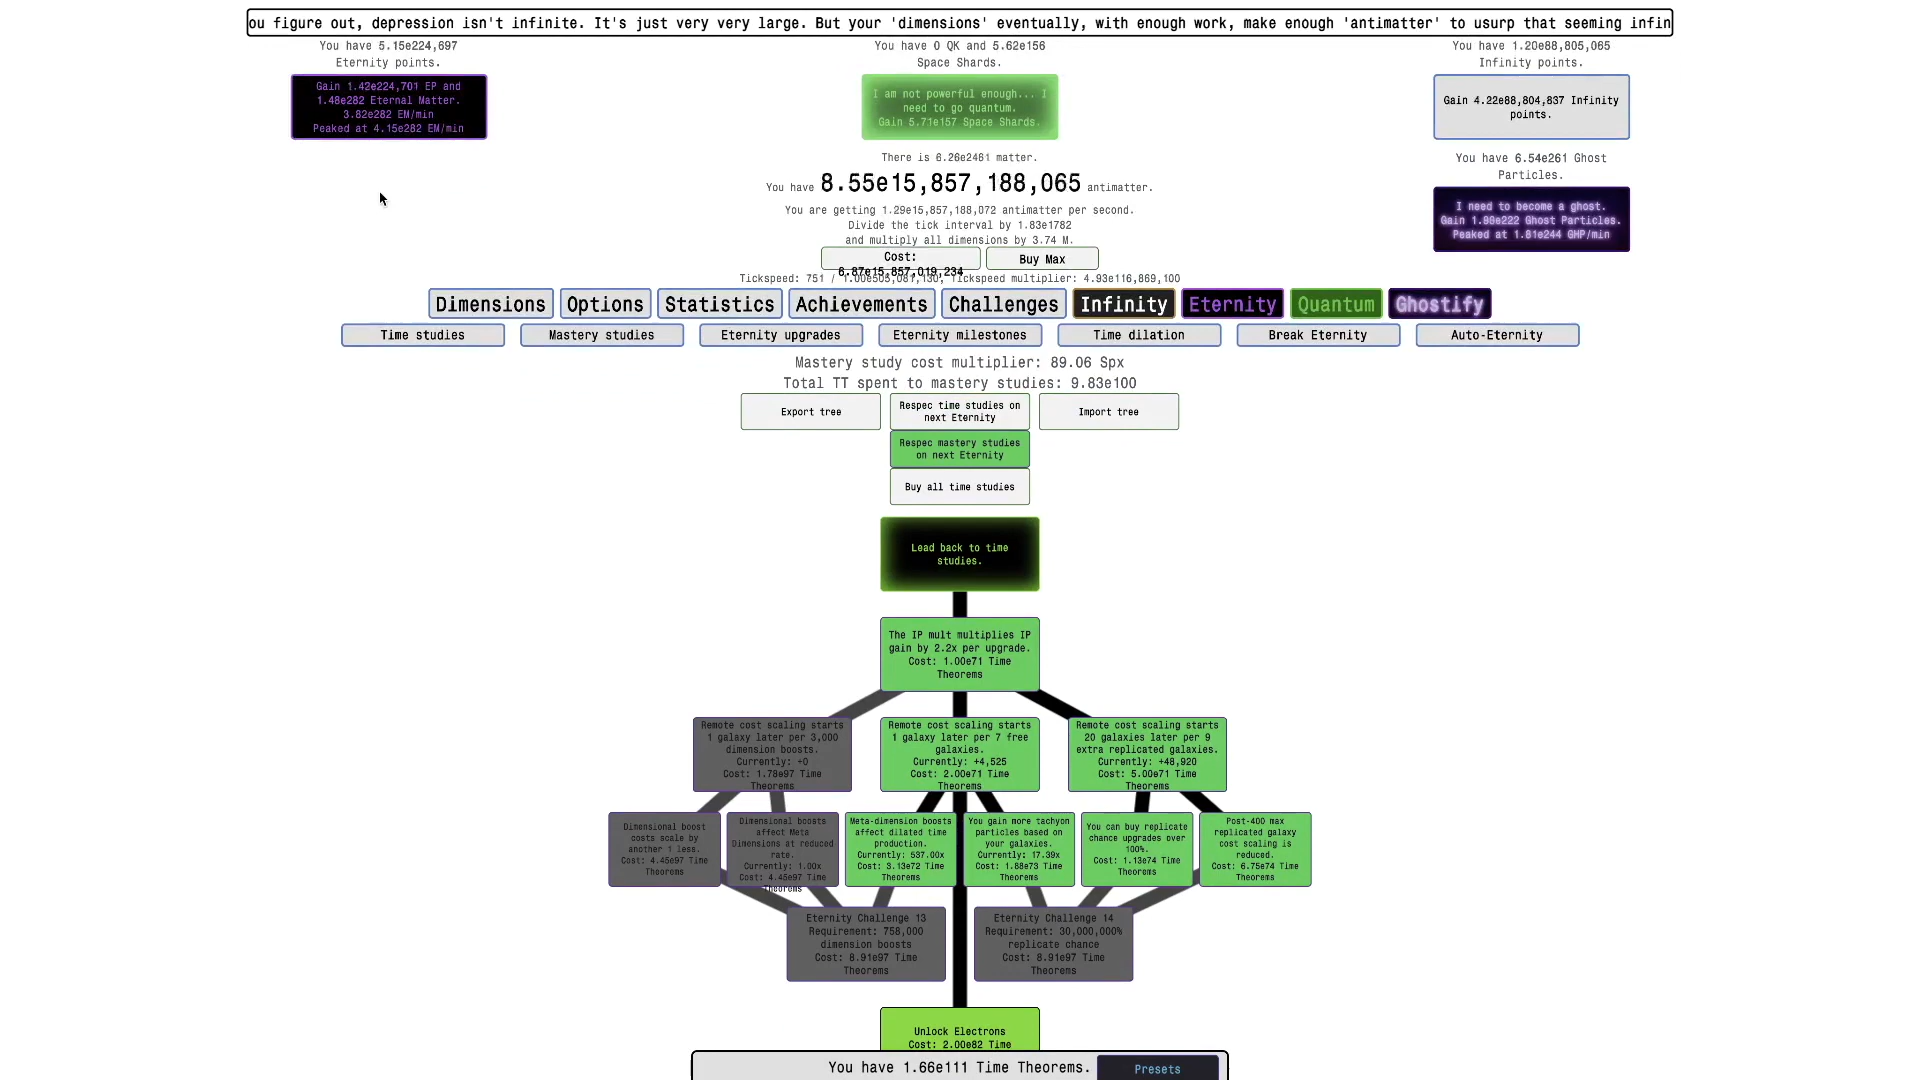 ou figure out, depression isn't infinite. It's just very very large. But your 'dimensions' eventually, with enough work, make enough 'antimatter' to usurp that seeming infin
You have 5.15e224,697
Eternity points.
Gain 1.42e224,701 EP and
1.48e282 Eternal Matter.
3.82e282 EM/min
Peaked at 4.15e282 EM/min
You have 0 QK and 5.62e156
Space Shards.
I am not powerful enough... I
need to go quantum.
Gain 5.71e157 Space Shards.
You have 1.20e88,805,065
Infinity points.
Gain 4.22e88,804,837 Infinity
points.
You have 6.54e261 Ghost
Particles.
I need to become a ghost.
Gain 1.80e222 Ghost Particles.
Peaked at 1.81e244 GHP/min
There is 6.26e2461 matter.
You have 8.55e15,857,188,065 antimatter.
You are getting 1.29e15,857,188,072 antimatter per second.
Divide the tick interval by 1.83e1782
and multiply all dimensions by 3.74 M.
Cost:
6.87e15,857,019,234
Buy Max
Tickspeed: 751 / 1.00e505,081,130, Tickspeed multiplier: 4.93e116,869,100
Dimensions
Options
Statistics
Achievements
Challenges
Infinity
Eternity
Quantum
Ghostify
Time studies
Mastery studies
Eternity upgrades
Eternity milestones
Time dilation
Break Eternity
Auto-Eternity
Mastery study cost multiplier: 89.06 Spx
Total TT spent to mastery studies: 9.83e100
Export tree
Respec time studies on
next Eternity
Import tree
Respec mastery studies
on next Eternity
Buy all time studies
Lead back to time
studies.
The IP mult multiplies IP
gain by 2.2x per upgrade.
Cost: 1.00e71 Time
Theorems
Remote cost scaling starts
1 galaxy later per 3,000
dimension boosts.
Currently: +0
Cost: 1.78e97 Time
Theorems
Remote cost scaling starts
1 galaxy later per 7 free
galaxies.
Currently: +4,525
Cost: 2.00e71 Time
Theorems
Remote cost scaling starts
20 galaxies later per 9
extra replicated galaxies.
Currently: +48,920
Cost: 5.00e71 Time
Theorems
Dimensional boost
costs scale by
another 1 less.
Cost: 4.45e97 Time
Theorems
Dimensional boosts
affect Meta
Dimensions at reduced
rate.
Currently: 1.00x
Cost: 4.45e97 Time
Theorems
Meta-dimension boosts
affect dilated time
production.
Currently: 537.00x
Cost: 3.13e72 Time
Theorems
You gain more tachyon
particles based on
your galaxies.
Currently: 17.39x
Cost: 1.88e73 Time
Theorems
You can buy replicate
chance upgrades over
100%.
Cost: 1.13e74 Time
Theorems
Post-400 max
replicated galaxy
cost scaling is
reduced.
Cost: 6.75e74 Time
Theorems
Eternity Challenge 13
Requirement: 758,000
dimension boosts
Cost: 8.91e97 Time
Theorems
Eternity Challenge 14
Requirement: 30,000,000%
replicate chance
Cost: 8.91e97 Time
Theorems
Unlock Electrons
Cost: 2.00e82 Time
You have 1.66e111 Time Theorems.
Presets